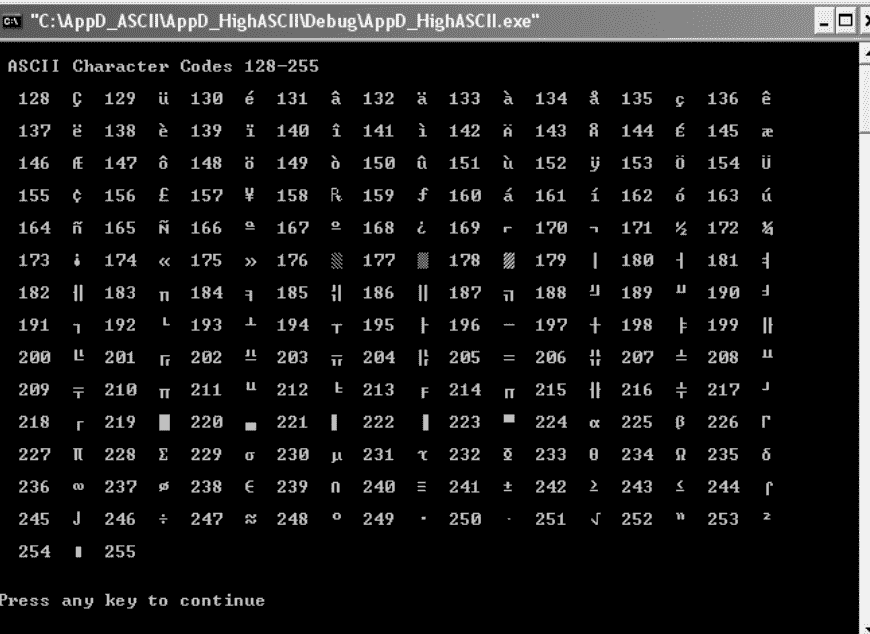 "C:\AppD_ASCII\AppD_HighASCII\Debug\AppD_HighASCII.exe"
ASCII Character Codes 128-255
128 Ç 129 ü 130 é 131 â 132 ä 133 à 134 å 135 ç 136 ê
137 ë 138 è 139 ï 140 î 141 ì 142 Ä 143 Å 144 É 145 æ
146 Æ 147 ô 148 ö 149 ò 150 û 151 ù 152 ÿ 153 Ö 154 Ü
155 ¢ 156 £ 157 ¥ 158 ₧ 159 ƒ 160 á 161 í 162 ó 163 ú
164 ñ 165 Ñ 166 ª 167 º 168 ¿ 169 ⌐ 170 ¬ 171 ½ 172 ¼
173 ¡ 174 « 175 » 176 ░ 177 ▒ 178 ▓ 179 │ 180 ┤ 181 ╡
182 ╢ 183 ╖ 184 ╕ 185 ╣ 186 ║ 187 ╗ 188 ╝ 189 ╜ 190 ╛
191 ┐ 192 └ 193 ┴ 194 ┬ 195 ├ 196 ─ 197 ┼ 198 ╞ 199 ╟
200 ╚ 201 ╔ 202 ╩ 203 ╦ 204 ╠ 205 ═ 206 ╬ 207 ╧ 208 ╨
209 ╤ 210 ╥ 211 ╙ 212 ╘ 213 ╒ 214 ╓ 215 ╫ 216 ╪ 217 ┘
218 ┌ 219 █ 220 ▄ 221 ▌ 222 ▐ 223 ▀ 224 α 225 ß 226 Γ
227 π 228 Σ 229 σ 230 µ 231 τ 232 Φ 233 Θ 234 Ω 235 δ
236 ∞ 237 φ 238 ε 239 ∩ 240 ≡ 241 ± 242 ≥ 243 ≤ 244 ⌠
245 ⌡ 246 ÷ 247 ≈ 248 ° 249 ∙ 250 · 251 √ 252 ⁿ 253 ²
254 ■ 255
Press any key to continue